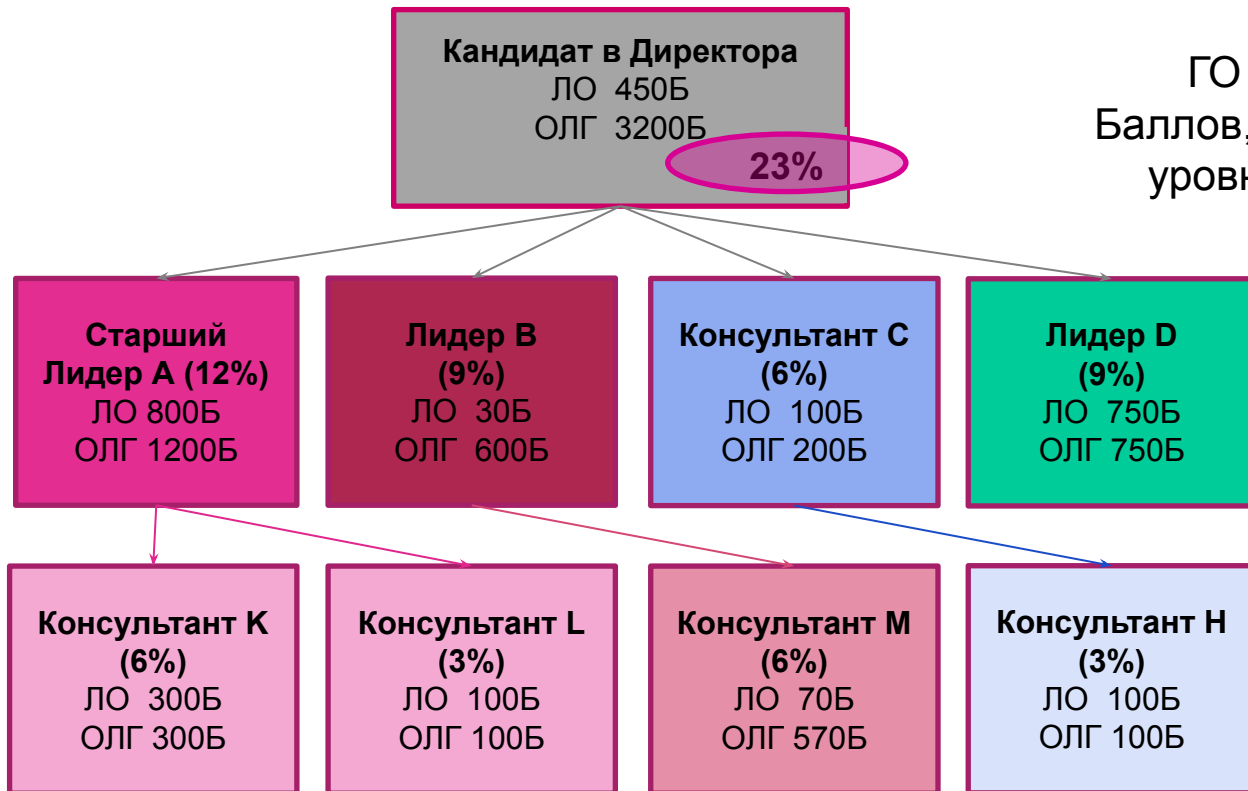 Кандидат в Директора
ЛО 450Б
ОЛГ 3200Б
23%
ГО
Баллов,
Старший
Лидер А (12%)
ЛО 800Б
ОЛГ 1200Б
Лидер В
(9%)
ЛО 30Б
ОЛГ 600Б
Консультант С
(6%)
ЛО 100Б
ОЛГ 200Б
Лидер D
(9%)
ЛО 750Б
ОЛГ 750Б
Консультант К
(6%)
ЛО 300Б
ОЛГ 300Б
Консультант L
(3%)
ЛО 100Б
ОЛГ 100Б
Консультант М
(6%)
ЛО 70Б
ОЛГ 570Б
Консультант Н
(3%)
ЛО 100Б
ОЛГ 100Б